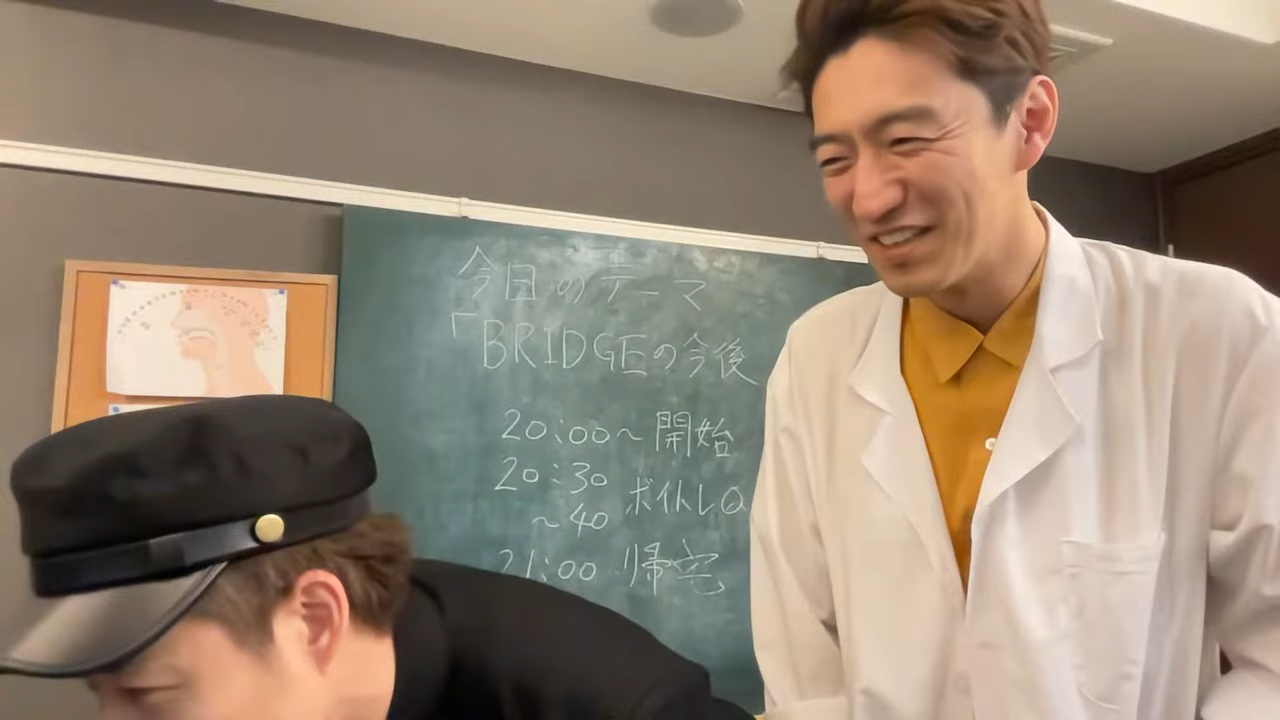 今日のテーマ
「BRIDGEの今後
20:00~ 開始
20:30
~40 ボイトレQ
21:00 帰宅